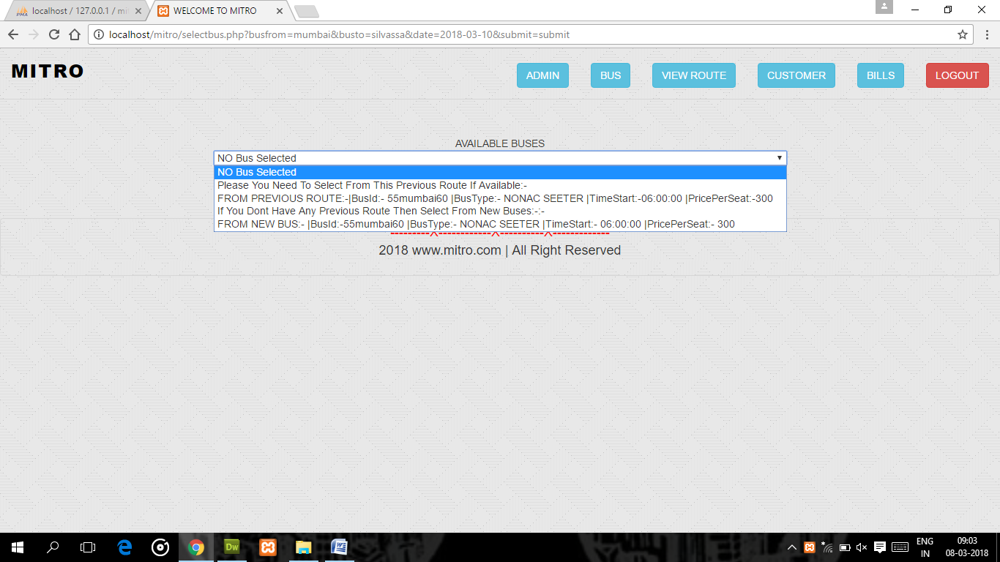 localhost / 127.0.0.1 / mi
WELCOME TO MITRO
localhost/mitro/selectbus.php?busfrom=mumbai&busto=silvassa&date=2018-03-10&submit=submit
MITRO
ADMIN
BUS
VIEW ROUTE
CUSTOMER
BILLS
LOGOUT
AVAILABLE BUSES
NO Bus Selected
NO Bus Selected
Please You Need To Select From This Previous Route If Available:-
FROM PREVIOUS ROUTE:-|BusId:- 55mumbai60 |BusType:- NONAC SEETER |TimeStart:-06:00:00 |PricePerSeat:-300
If You Dont Have Any Previous Route Then Select From New Buses:-:-
FROM NEW BUS:- |BusId:-55mumbai60 |BusType:- NONAC SEETER |TimeStart:- 06:00:00 |PricePerSeat:- 300
2018 www.mitro.com | All Right Reserved
Dw
ENG
IN
09:03
08-03-2018